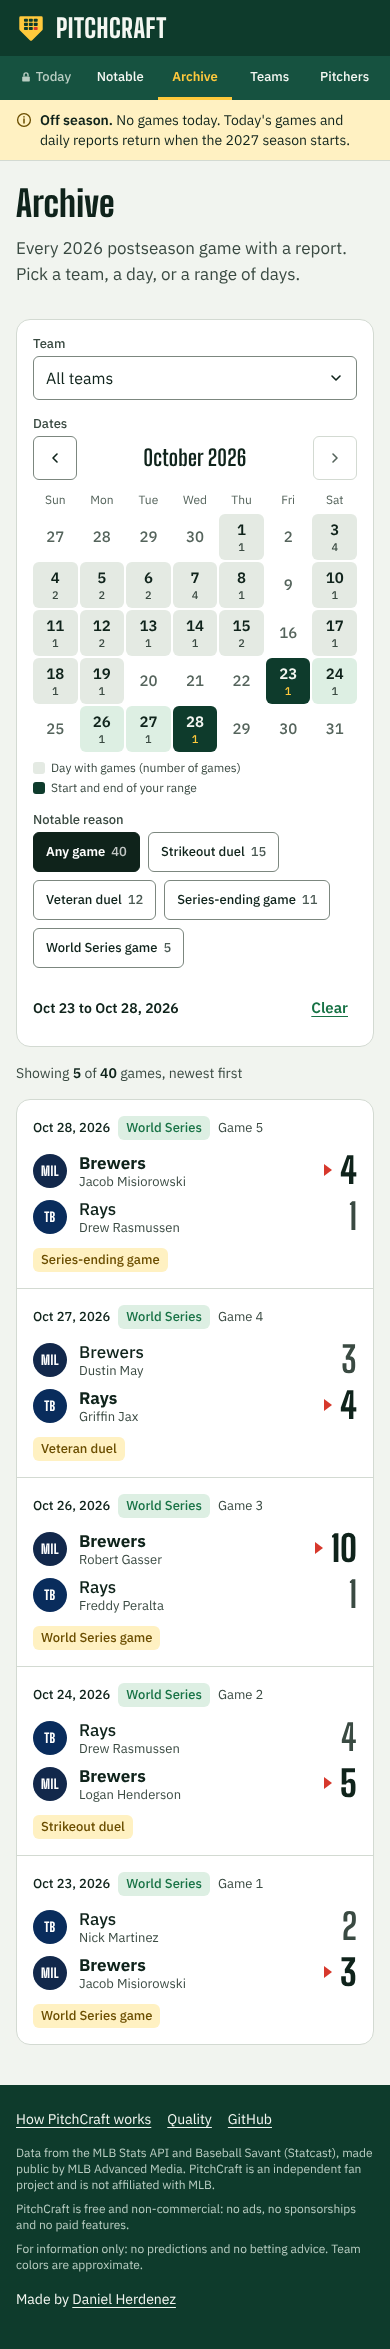 PITCHCRAFT
Today Notable Archive Teams Pitchers
Off season. No games today. Today's games and
daily reports return when the 2027 season starts.
Archive
Every 2026 postseason game with a report.
Pick a team, a day, or a range of days.
Team
All teams
Dates
October 2026
Sun Mon Tue Wed Thu Fri Sat
27 28 29 30 1 2 3
1 4
4 5 6 7 8 9 10
2 2 2 4 1 1
11 12 13 14 15 16 17
1 2 1 1 2 1
18 19 20 21 22 23 24
1 1 1 1
25 26 27 28 29 30 31
1 1 1
Day with games (number of games)
Start and end of your range
Notable reason
Any game 40 Strikeout duel 15
Veteran duel 12 Series-ending game 11
World Series game 5
Oct 23 to Oct 28, 2026 Clear
Showing 5 of 40 games, newest first
Oct 28, 2026 World Series Game 5
MIL Brewers 4
Jacob Misiorowski
TB Rays 1
Drew Rasmussen
Series-ending game
Oct 27, 2026 World Series Game 4
MIL Brewers 3
Dustin May
TB Rays 4
Griffin Jax
Veteran duel
Oct 26, 2026 World Series Game 3
MIL Brewers 10
Robert Gasser
TB Rays 1
Freddy Peralta
World Series game
Oct 24, 2026 World Series Game 2
TB Rays 4
Drew Rasmussen
MIL Brewers 5
Logan Henderson
Strikeout duel
Oct 23, 2026 World Series Game 1
TB Rays 2
Nick Martinez
MIL Brewers 3
Jacob Misiorowski
World Series game
How PitchCraft works Quality GitHub
Data from the MLB Stats API and Baseball Savant (Statcast), made
public by MLB Advanced Media. PitchCraft is an independent fan
project and is not affiliated with MLB.
PitchCraft is free and non-commercial: no ads, no sponsorships
and no paid features.
For information only: no predictions and no betting advice. Team
colors are approximate.
Made by Daniel Herdenez